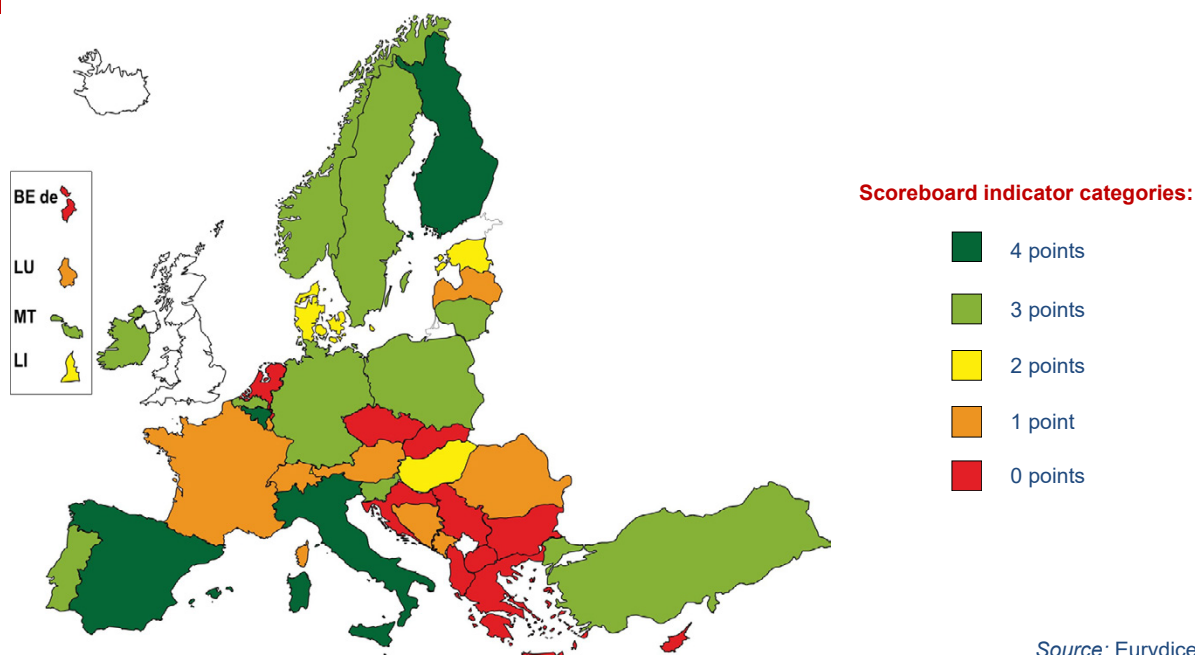 BE de
LU
MT
LI
Scoreboard indicator categories:
4 points
3 points
2 points
1 point
0 points
Source: Eurydice